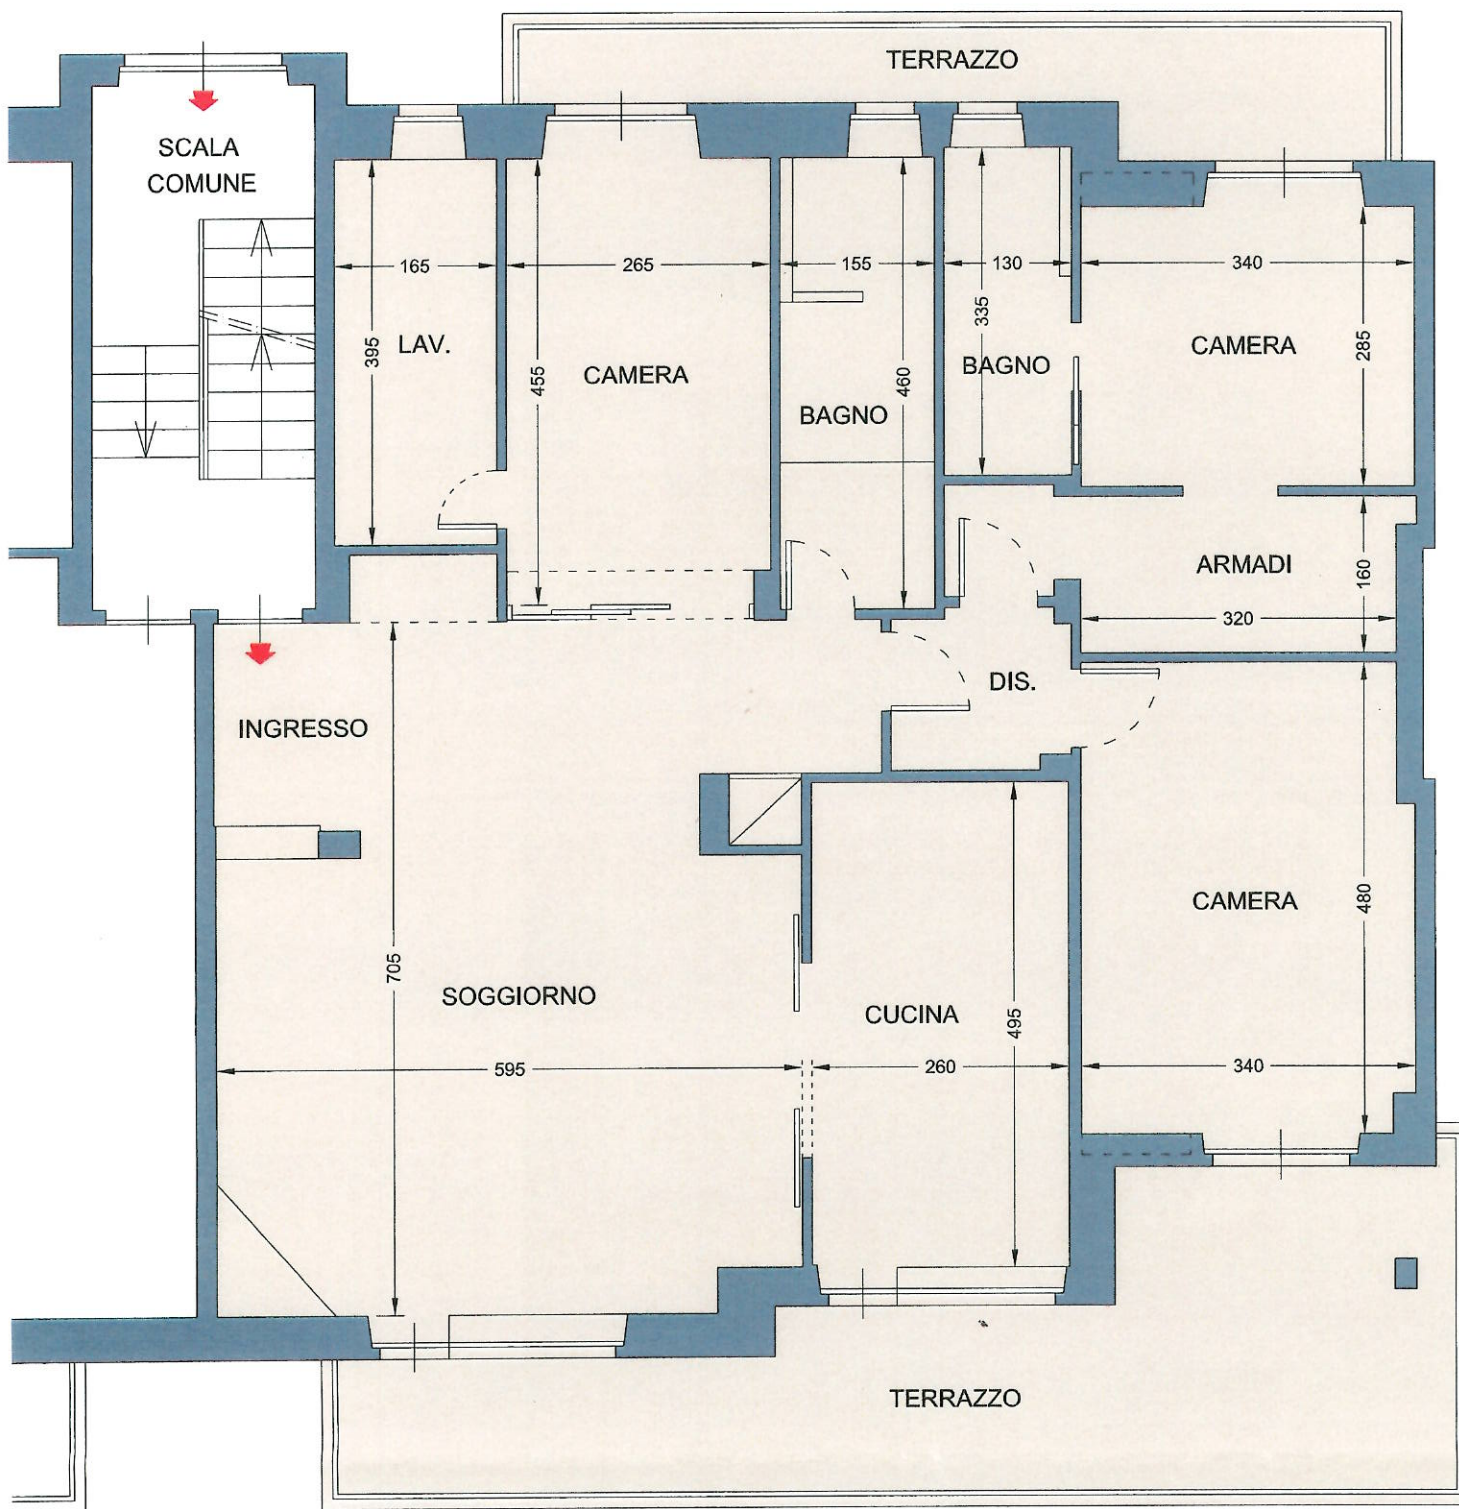 TERRAZZO
SCALA
COMUNE
165
265
155
130
340
395
LAV.
455
CAMERA
460
BAGNO
335
BAGNO
CAMERA
285
ARMADI
160
320
DIS.
INGRESSO
705
SOGGIORNO
595
CUCINA
495
260
CAMERA
480
340
TERRAZZO